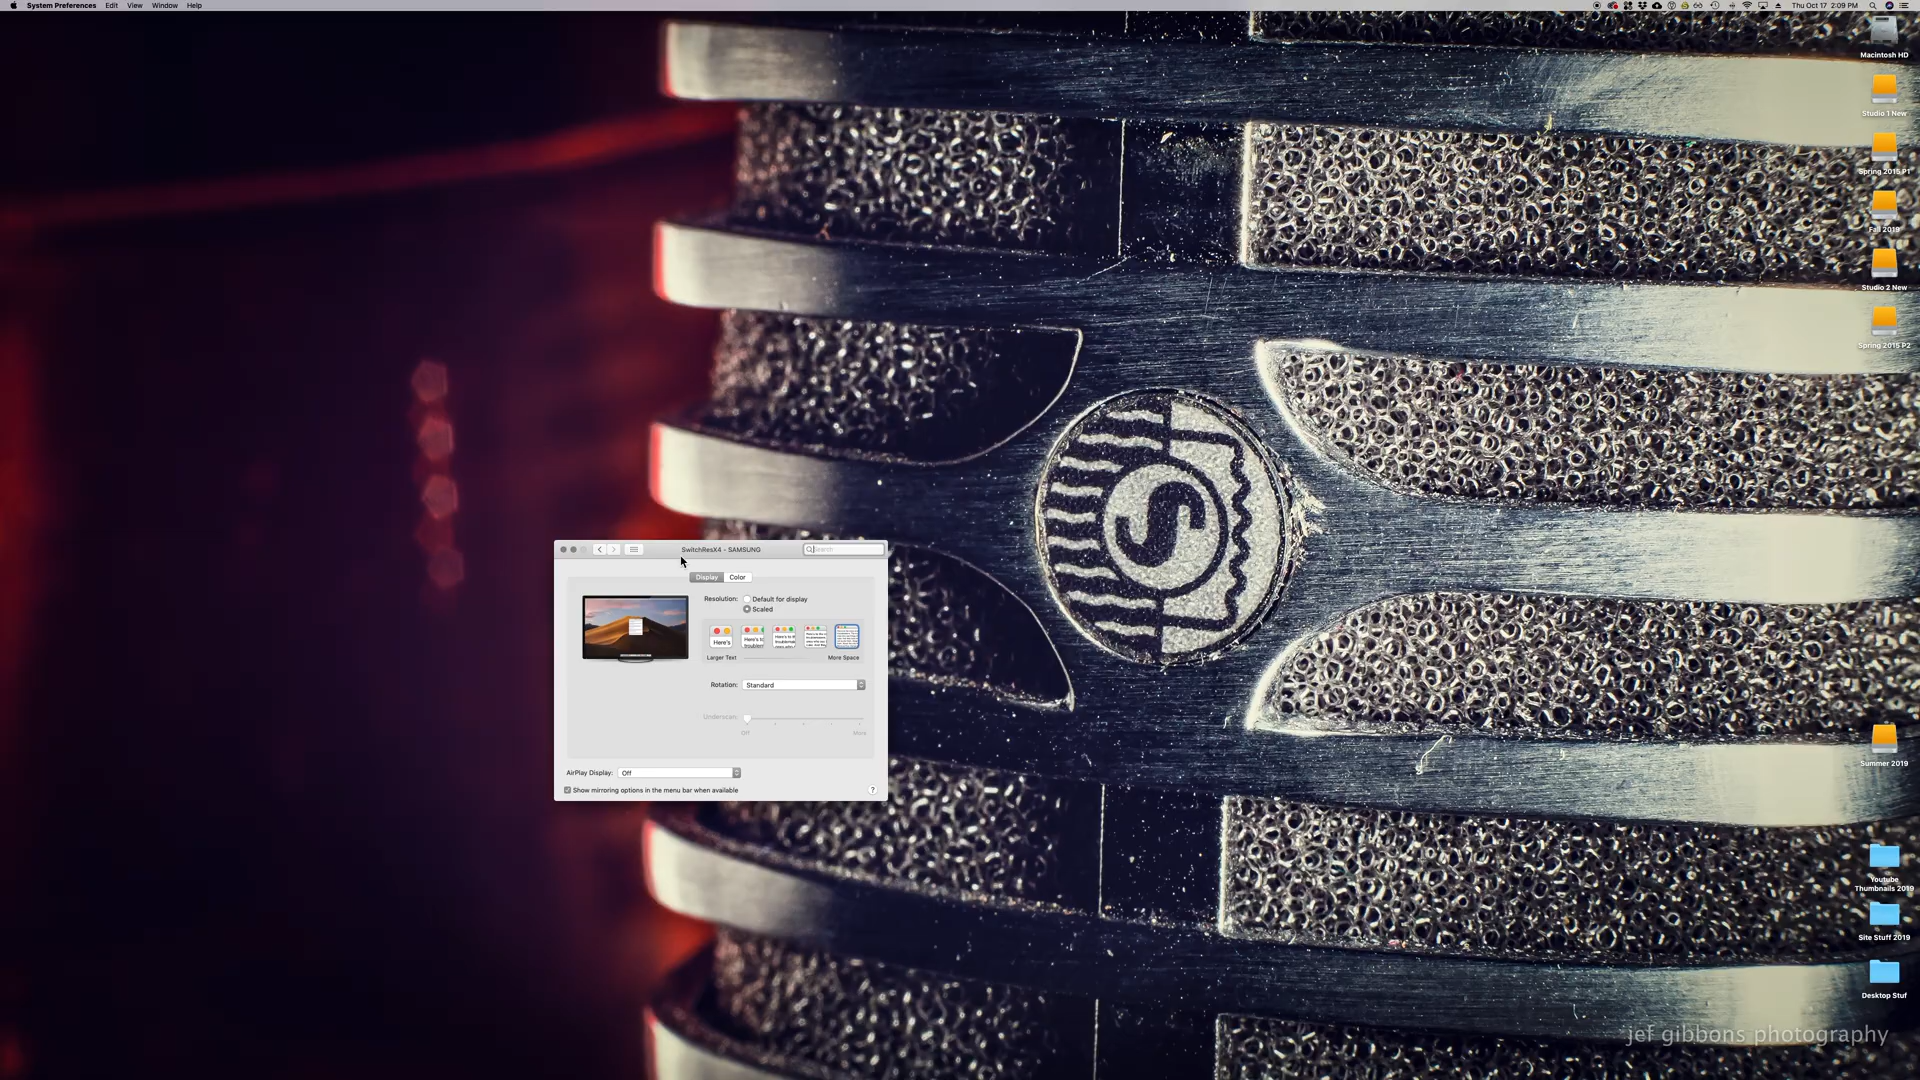 System Preferences Edit View Window Help
Thu Oct 17 2:09 PM
Macintosh HD
Studio 1 New
Spring 2015 P1
Fall 2019
Studio 2 New
Spring 2015 P2
S
SwitchResX4 - SAMSUNG
Search
Display Color
Resolution: Default for display
Scaled
Here's
Larger Text More Space
Rotation: Standard
Underscan:
Off More
AirPlay Display: Off
Show mirroring options in the menu bar when available
?
Summer 2019
Youtube
Thumbnails 2019
Site Stuff 2019
Desktop Stuf
jef gibbons photography